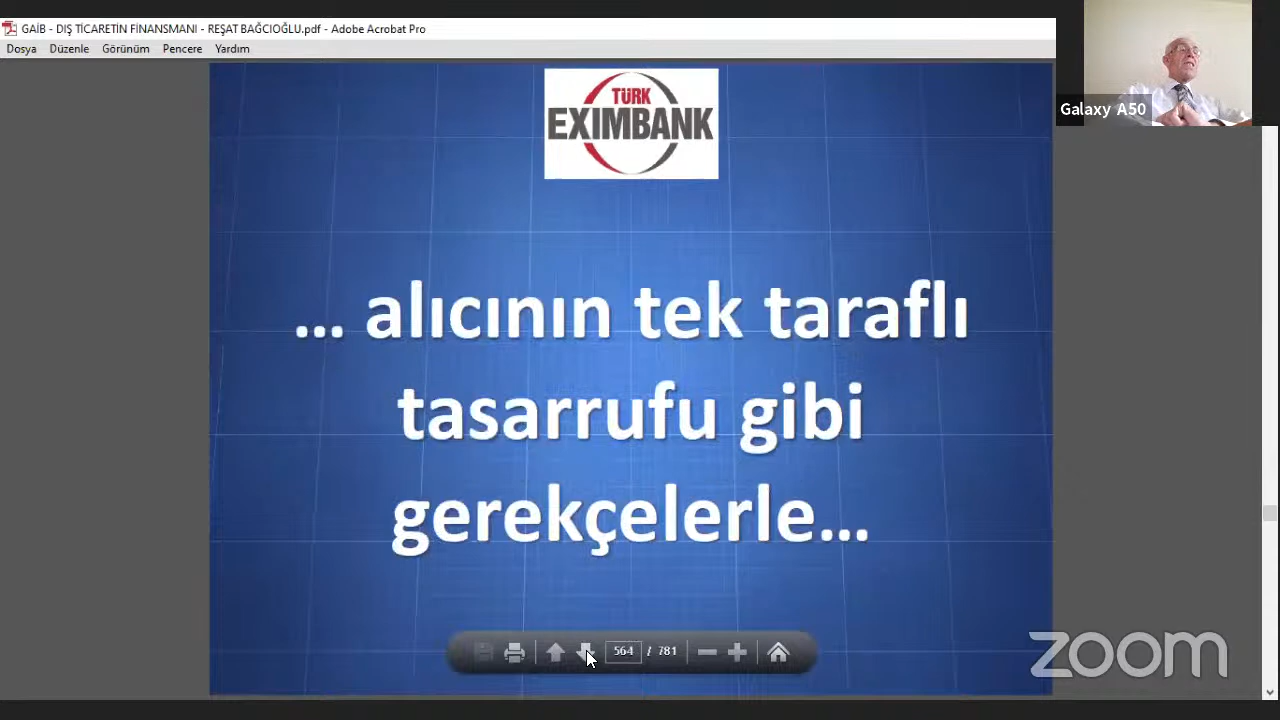 GAİB - DIŞ TİCARETİN FİNANSMANI - REŞAT BAĞCIOĞLU.pdf - Adobe Acrobat Pro
Dosya Düzenle Görünüm Pencere Yardım
Galaxy A50
TÜRK
EXIMBANK
... alıcının tek taraflı
tasarrufu gibi
gerekçelerle...
564 / 781
zoom